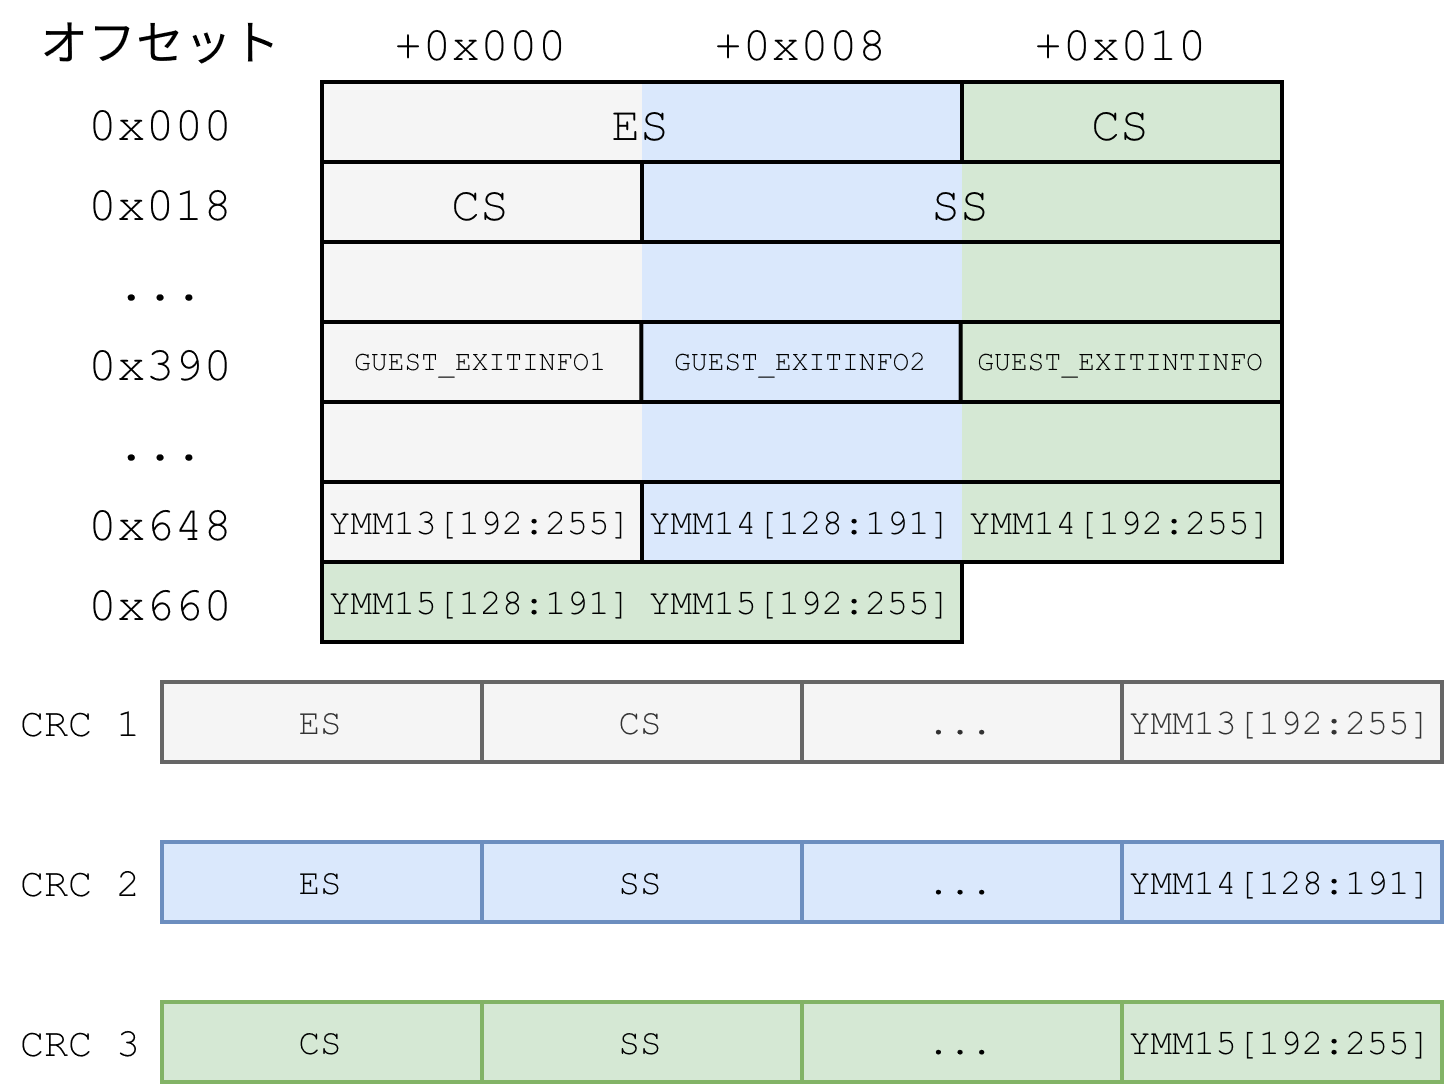 オフセット +0x000 +0x008 +0x010
0x000 ES CS
0x018 CS SS
...
0x390 GUEST_EXITINFO1 GUEST_EXITINFO2 GUEST_EXITINTINFO
...
0x648 YMM13[192:255] YMM14[128:191] YMM14[192:255]
0x660 YMM15[128:191] YMM15[192:255]
CRC 1 ES CS ... YMM13[192:255]
CRC 2 ES SS ... YMM14[128:191]
CRC 3 CS SS ... YMM15[192:255]